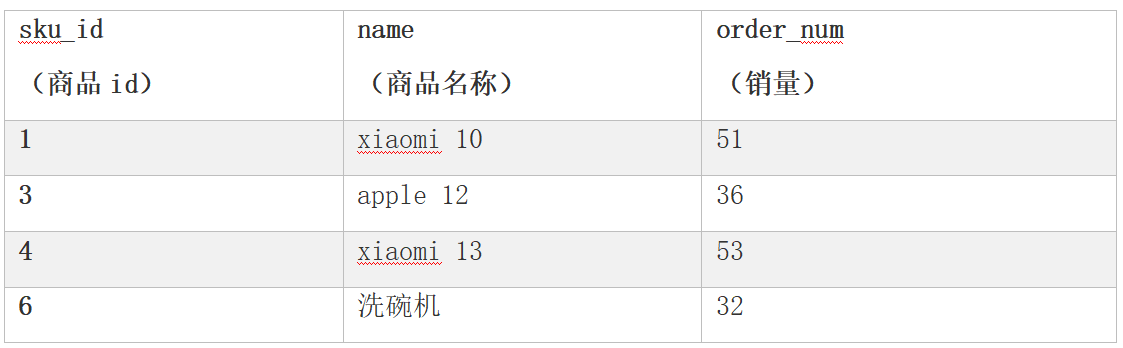 sku_id name order_num
（商品 id） （商品名称） （销量）
1 xiaomi 10 51
3 apple 12 36
4 xiaomi 13 53
6 洗碗机 32